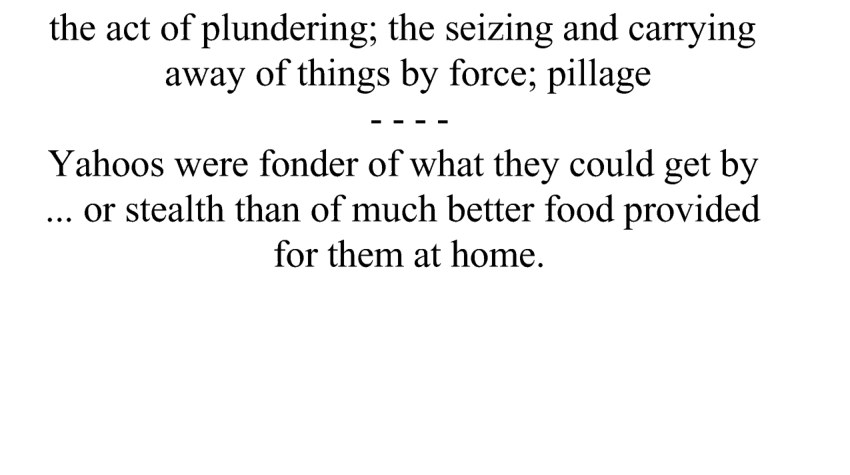 the act of plundering; the seizing and carrying
away of things by force; pillage
- - - -
Yahoos were fonder of what they could get by
... or stealth than of much better food provided
for them at home.